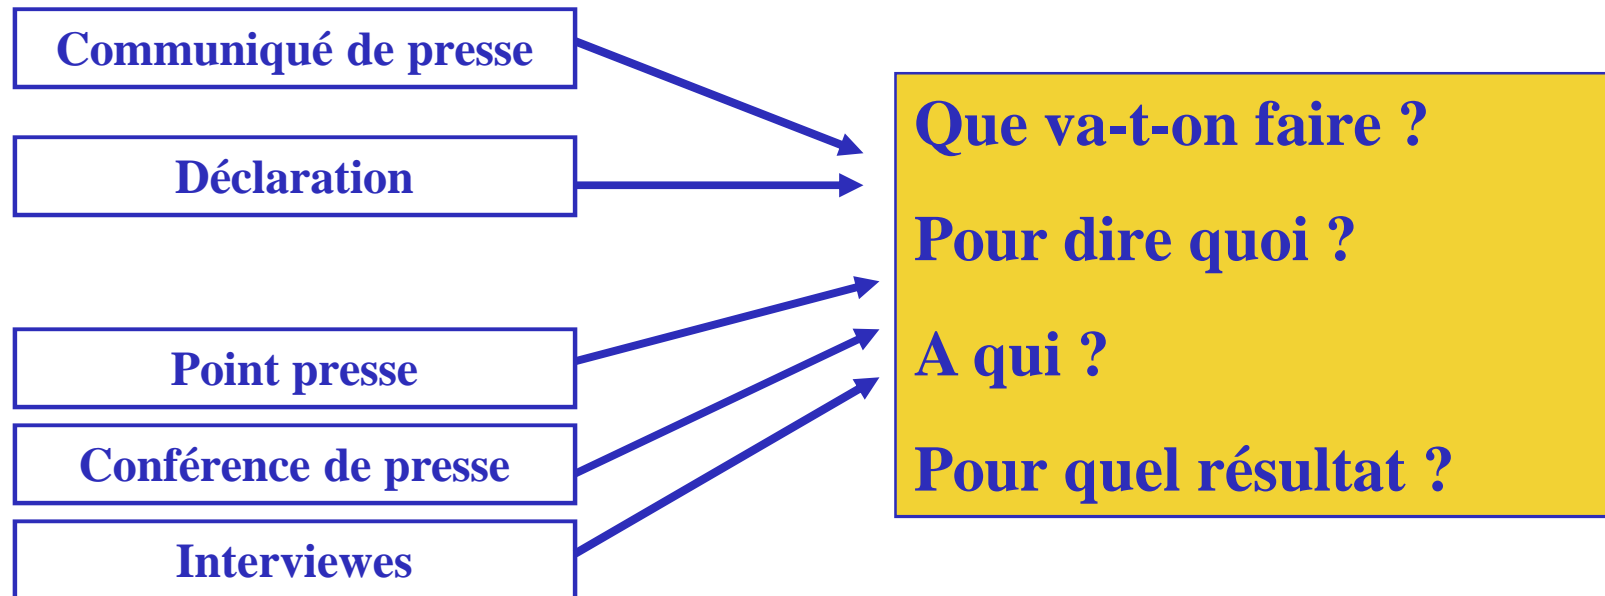 Communiqué de presse
Déclaration
Point presse
Conférence de presse
Interviewes
Que va-t-on faire ?
Pour dire quoi ?
A qui ?
Pour quel résultat ?